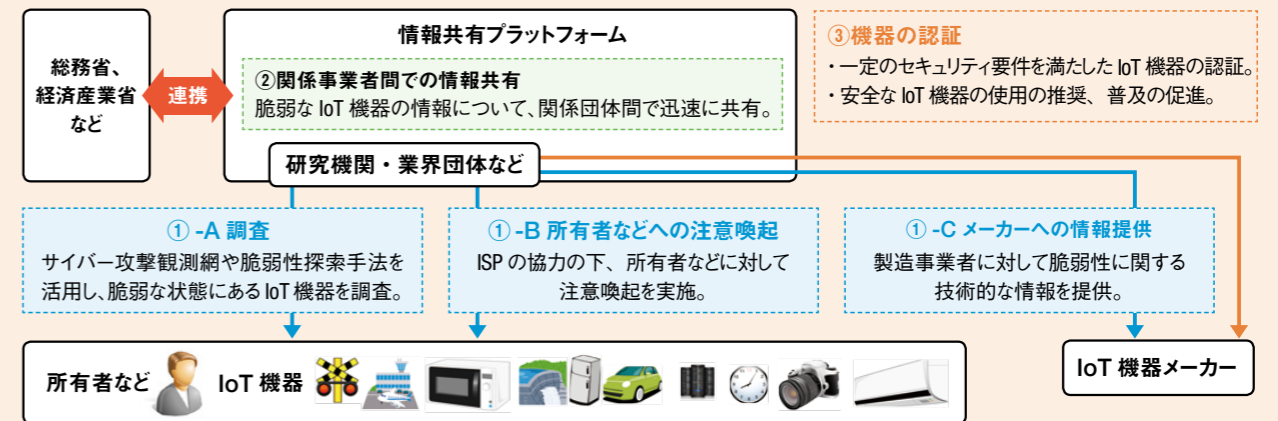 総務省、
経済産業省
など
連携
情報共有プラットフォーム
②関係事業者間での情報共有
脆弱な IoT 機器の情報について、関係団体間で迅速に共有。
研究機関・業界団体など
③機器の認証
・一定のセキュリティ要件を満たした IoT 機器の認証。
・安全な IoT 機器の使用の推奨、普及の促進。
①-A 調査
サイバー攻撃観測網や脆弱性探索手法を
活用し、脆弱な状態にある IoT 機器を調査。
①-B 所有者などへの注意喚起
ISP の協力の下、所有者などに対して
注意喚起を実施。
①-C メーカーへの情報提供
製造事業者に対して脆弱性に関する
技術的な情報を提供。
所有者など
IoT 機器
IoT 機器メーカー